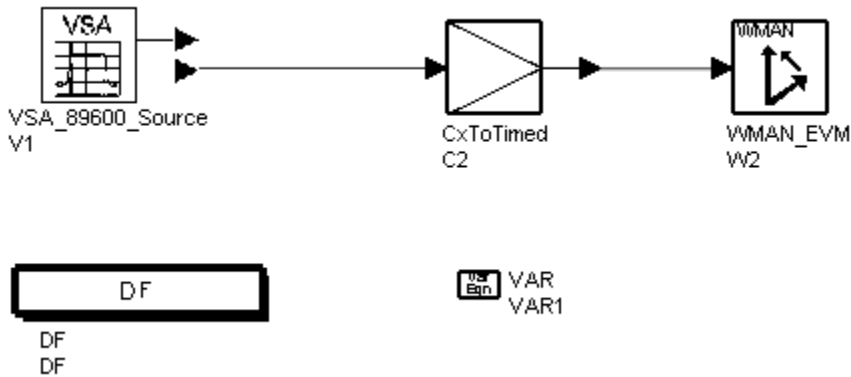 VSA
VSA_89600_Source
V1
CxToTimed
C2
WMAN
WMAN_EVM
W2
DF
DF
DF
Var
Eqn
VAR
VAR1